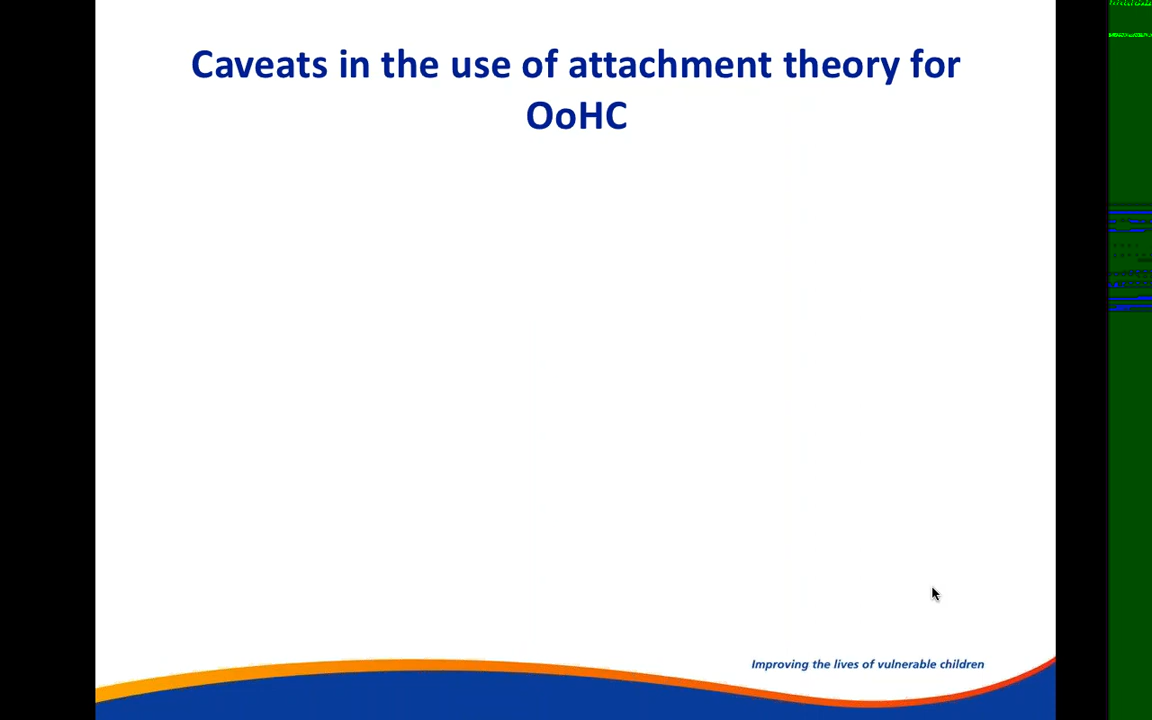 Caveats in the use of attachment theory for
OoHC
Improving the lives of vulnerable children